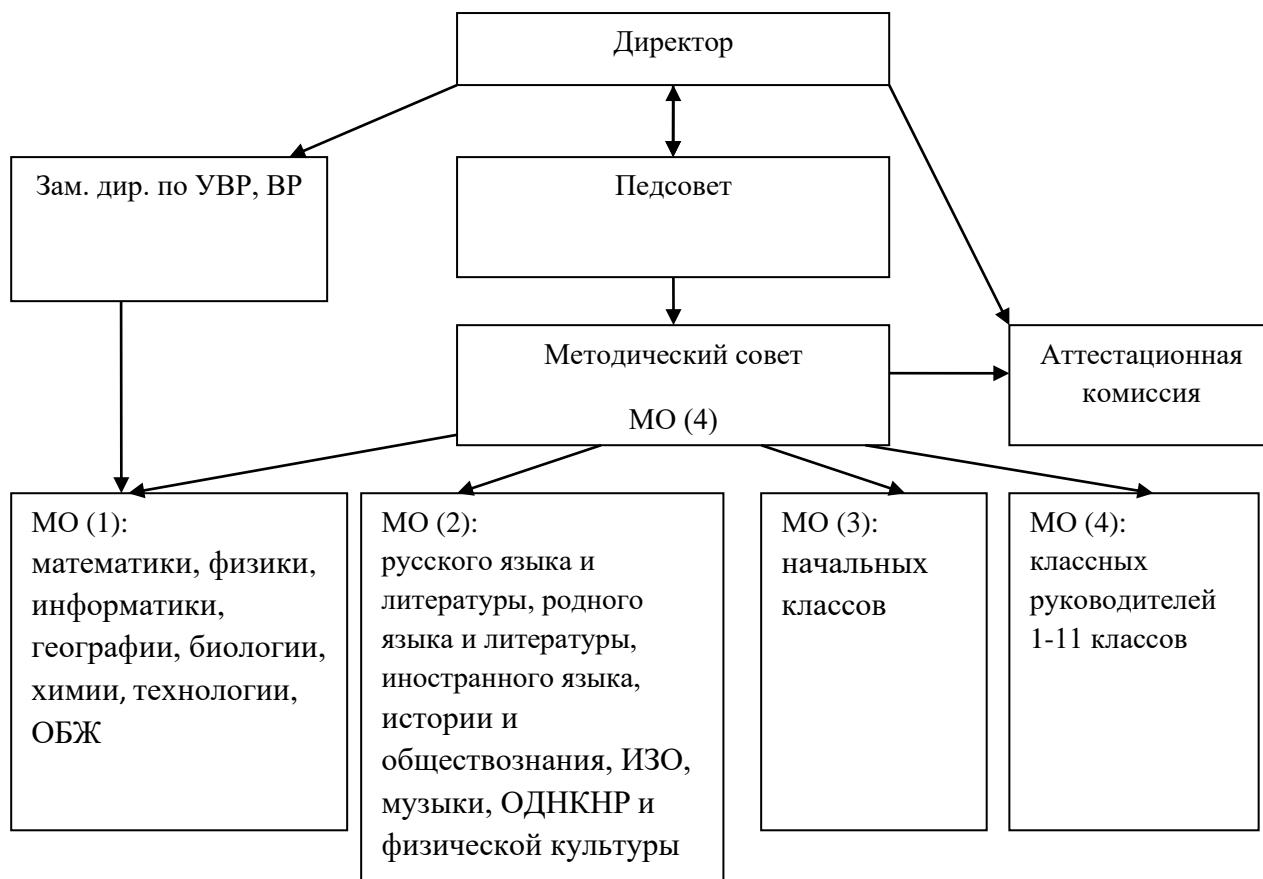 Директор
Зам. дир. по УВР, ВР
Педсовет
Методический совет
МО (4)
Аттестационная
комиссия
МО (1):
математики, физики,
информатики,
географии, биологии,
химии, технологии,
ОБЖ
МО (2):
русского языка и
литературы, родного
языка и литературы,
иностранного языка,
истории и
обществознания, ИЗО,
музыки, ОДНКНР и
физической культуры
МО (3):
начальных
классов
МО (4):
классных
руководителей
1-11 классов